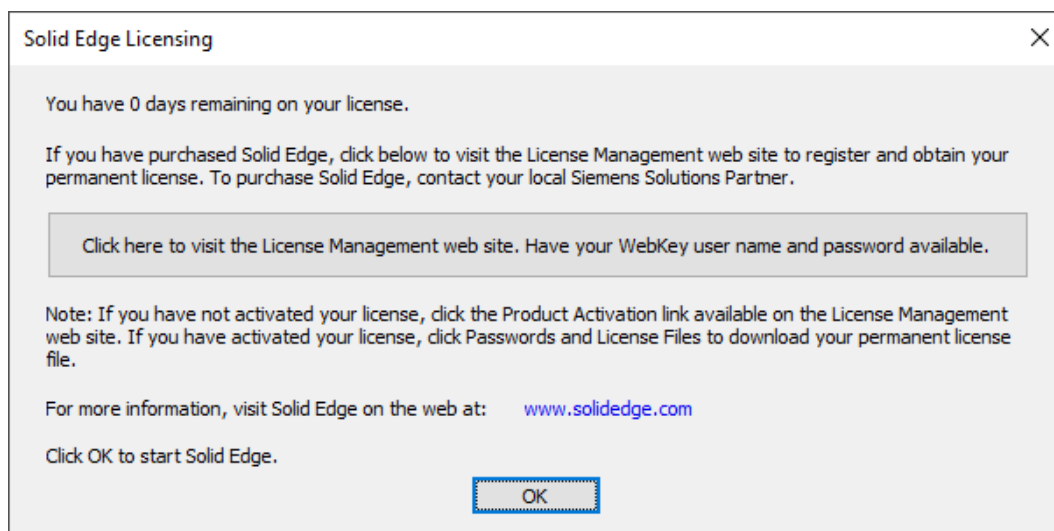 Solid Edge Licensing
You have 0 days remaining on your license.
If you have purchased Solid Edge, click below to visit the License Management web site to register and obtain your
permanent license. To purchase Solid Edge, contact your local Siemens Solutions Partner.
Click here to visit the License Management web site. Have your WebKey user name and password available.
Note: If you have not activated your license, click the Product Activation link available on the License Management
web site. If you have activated your license, click Passwords and License Files to download your permanent license
file.
For more information, visit Solid Edge on the web at: www.solidedge.com
Click OK to start Solid Edge.
OK